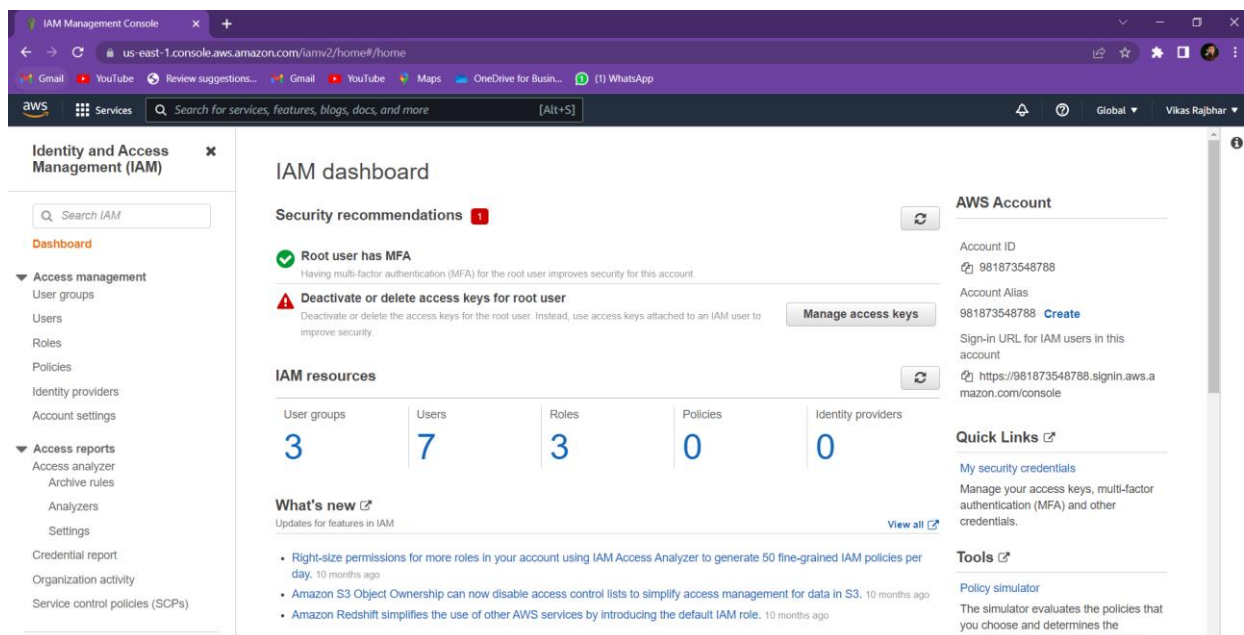 IAM Management Console
us-east-1.console.aws.amazon.com/iamv2/home#/home
Gmail YouTube Review suggestions... Gmail YouTube Maps OneDrive for Busin... (1) WhatsApp
aws Services Search for services, features, blogs, docs, and more [Alt+S] Global Vikas Rajbhar
Identity and Access
Management (IAM)
Search IAM
Dashboard
Access management
User groups
Users
Roles
Policies
Identity providers
Account settings
Access reports
Access analyzer
Archive rules
Analyzers
Settings
Credential report
Organization activity
Service control policies (SCPs)
IAM dashboard
Security recommendations 1
Root user has MFA
Having multi-factor authentication (MFA) for the root user improves security for this account.
Deactivate or delete access keys for root user
Deactivate or delete the access keys for the root user. Instead, use access keys attached to an IAM user to
improve security.
Manage access keys
IAM resources
User groups Users Roles Policies Identity providers
3 7 3 0 0
What's new
Updates for features in IAM
View all
• Right-size permissions for more roles in your account using IAM Access Analyzer to generate 50 fine-grained IAM policies per
day. 10 months ago
• Amazon S3 Object Ownership can now disable access control lists to simplify access management for data in S3. 10 months ago
• Amazon Redshift simplifies the use of other AWS services by introducing the default IAM role. 10 months ago
AWS Account
Account ID
981873548788
Account Alias
981873548788 Create
Sign-in URL for IAM users in this
account
https://981873548788.signin.aws.a
mazon.com/console
Quick Links
My security credentials
Manage your access keys, multi-factor
authentication (MFA) and other
credentials.
Tools
Policy simulator
The simulator evaluates the policies that
you choose and determines the